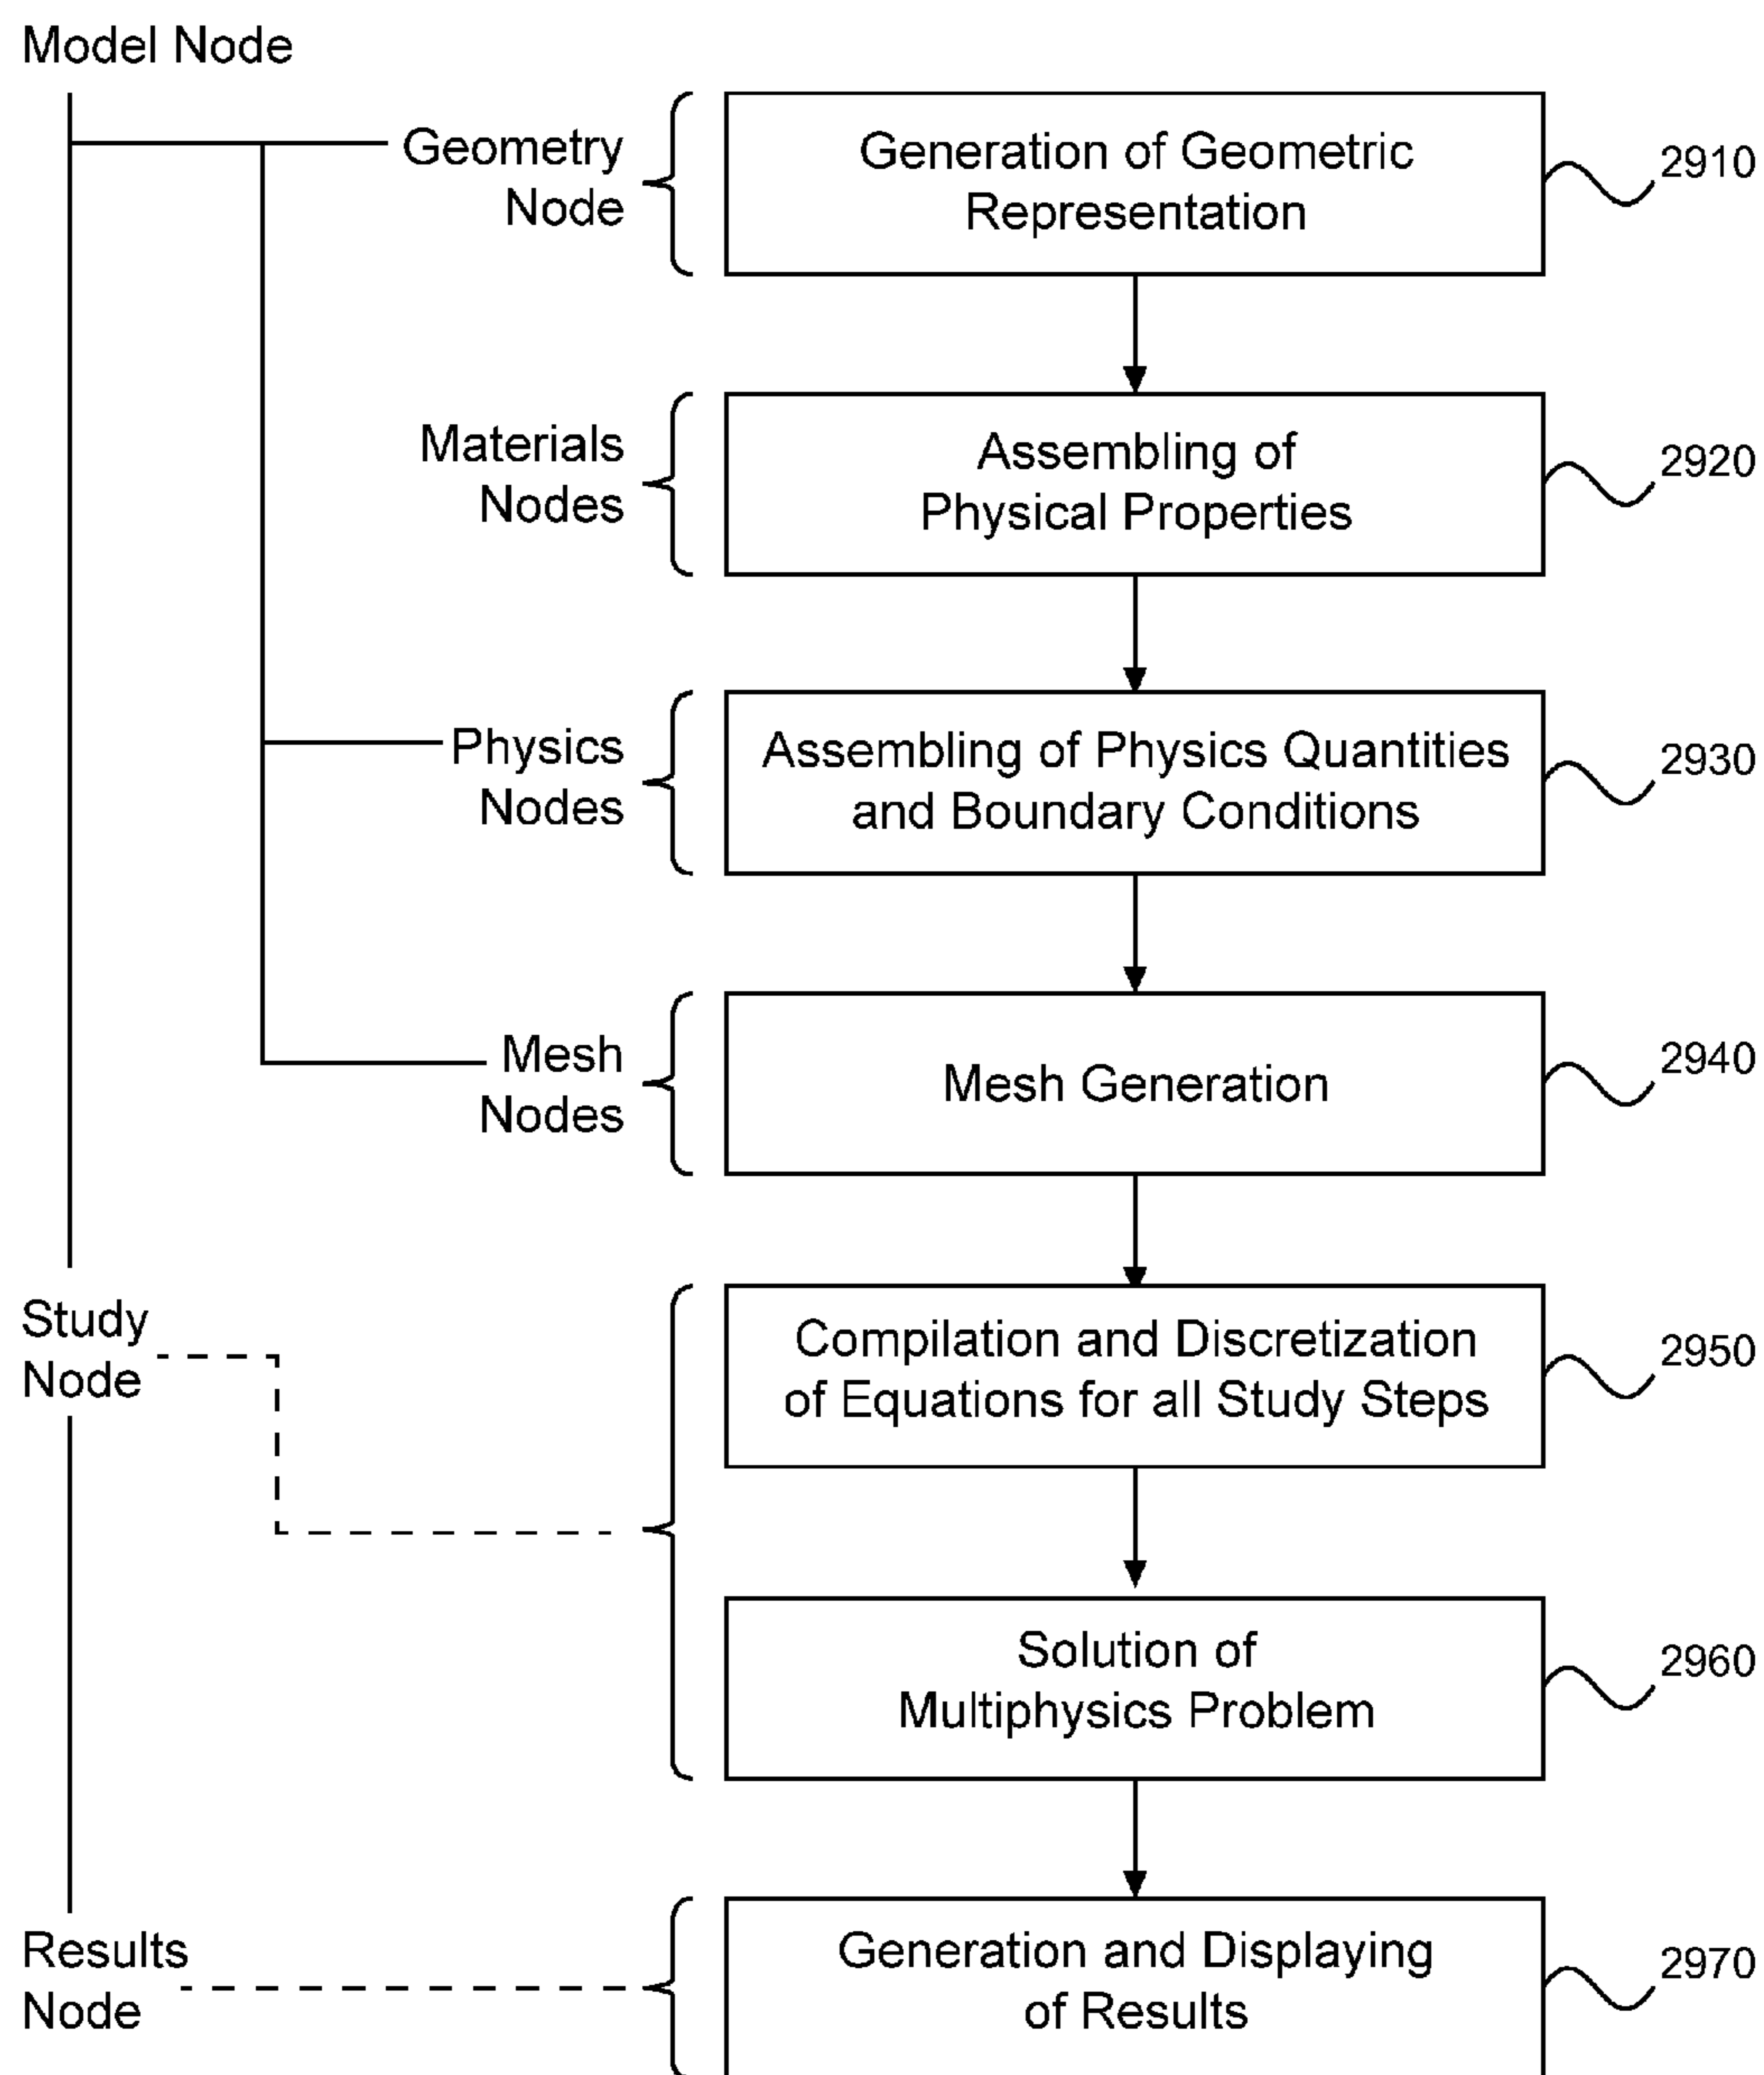 Model Node
Geometry
Node
Generation of Geometric
Representation
2910
Materials
Nodes
Assembling of
Physical Properties
2920
Physics
Nodes
Assembling of Physics Quantities
and Boundary Conditions
2930
Mesh
Nodes
Mesh Generation
2940
Study
Node
Compilation and Discretization
of Equations for all Study Steps
2950
Solution of
Multiphysics Problem
2960
Results
Node
Generation and Displaying
of Results
2970